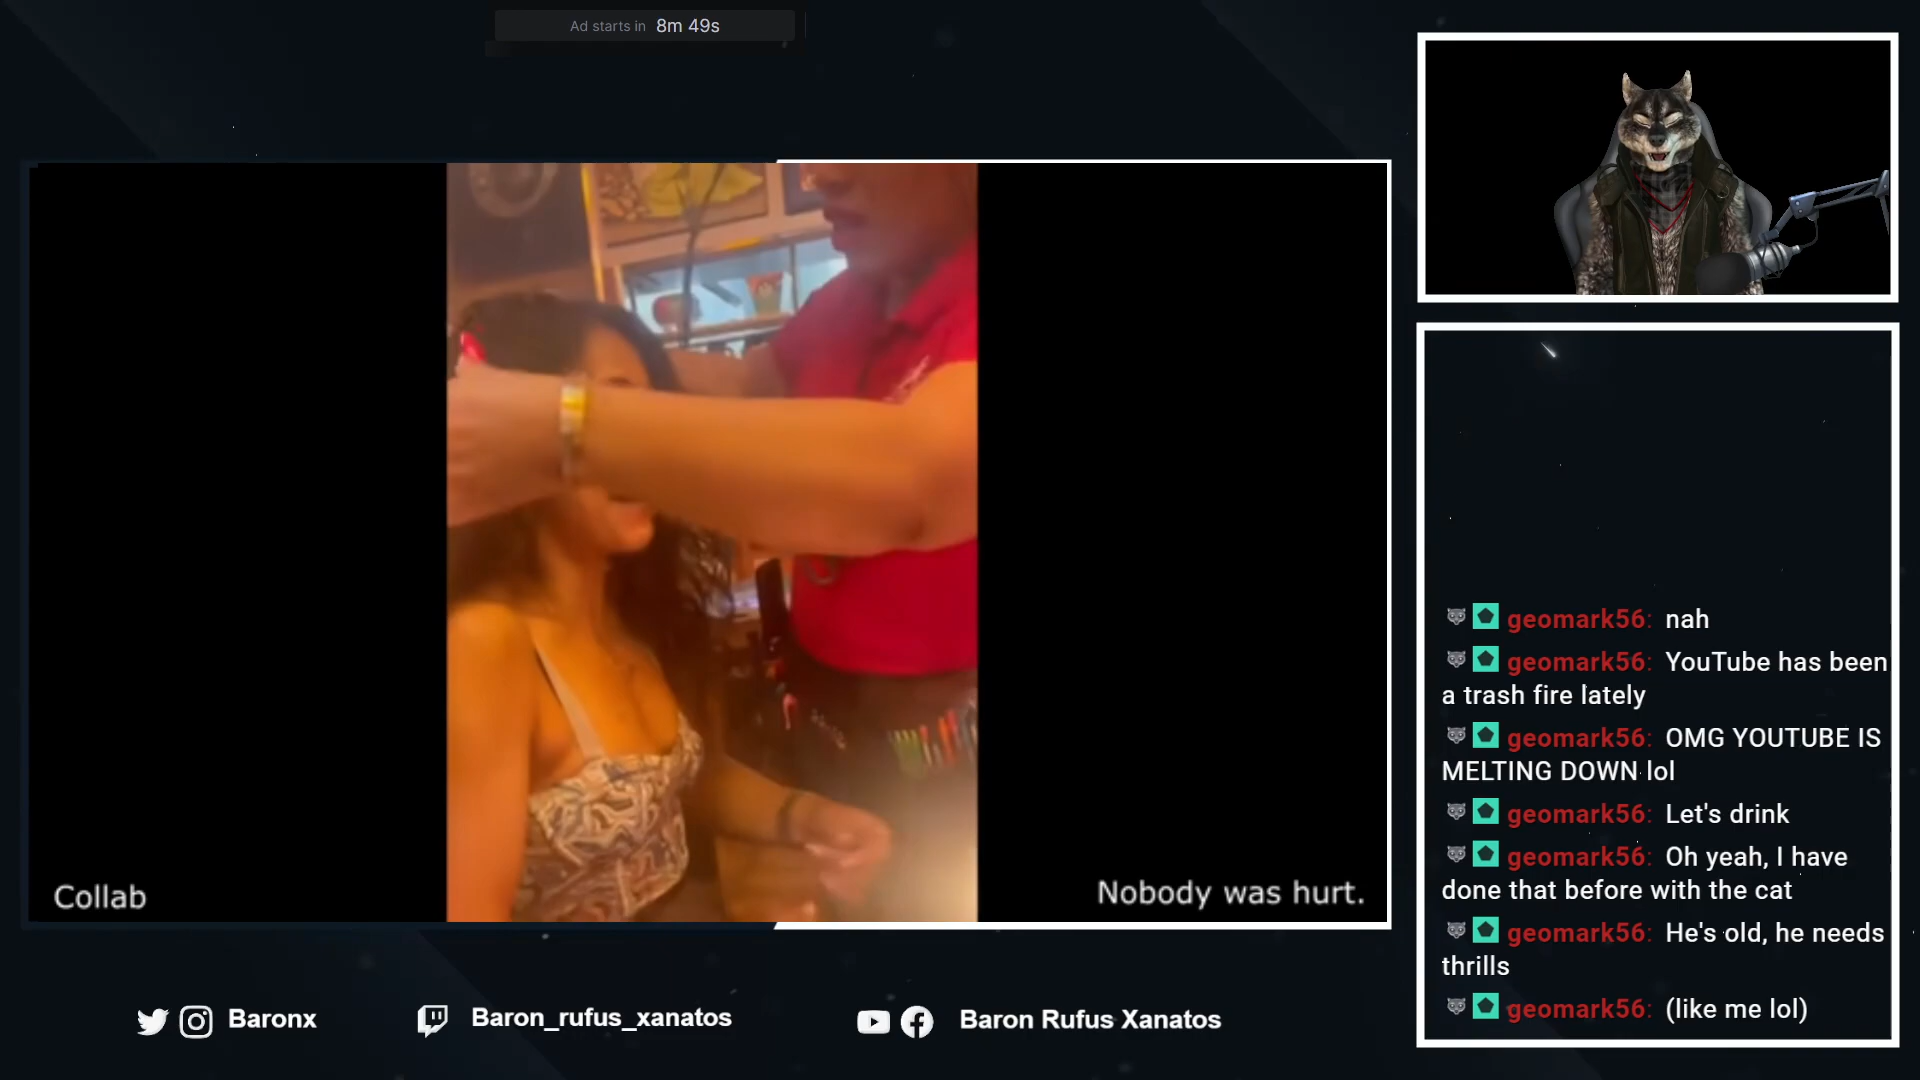 Ad starts in 8m 49s
Collab
Nobody was hurt.
geomark56: nah
geomark56: YouTube has been
a trash fire lately
geomark56: OMG YOUTUBE IS
MELTING DOWN lol
geomark56: Let's drink
geomark56: Oh yeah, I have
done that before with the cat
geomark56: He's old, he needs
thrills
geomark56: (like me lol)
Baronx
Baron_rufus_xanatos
Baron Rufus Xanatos